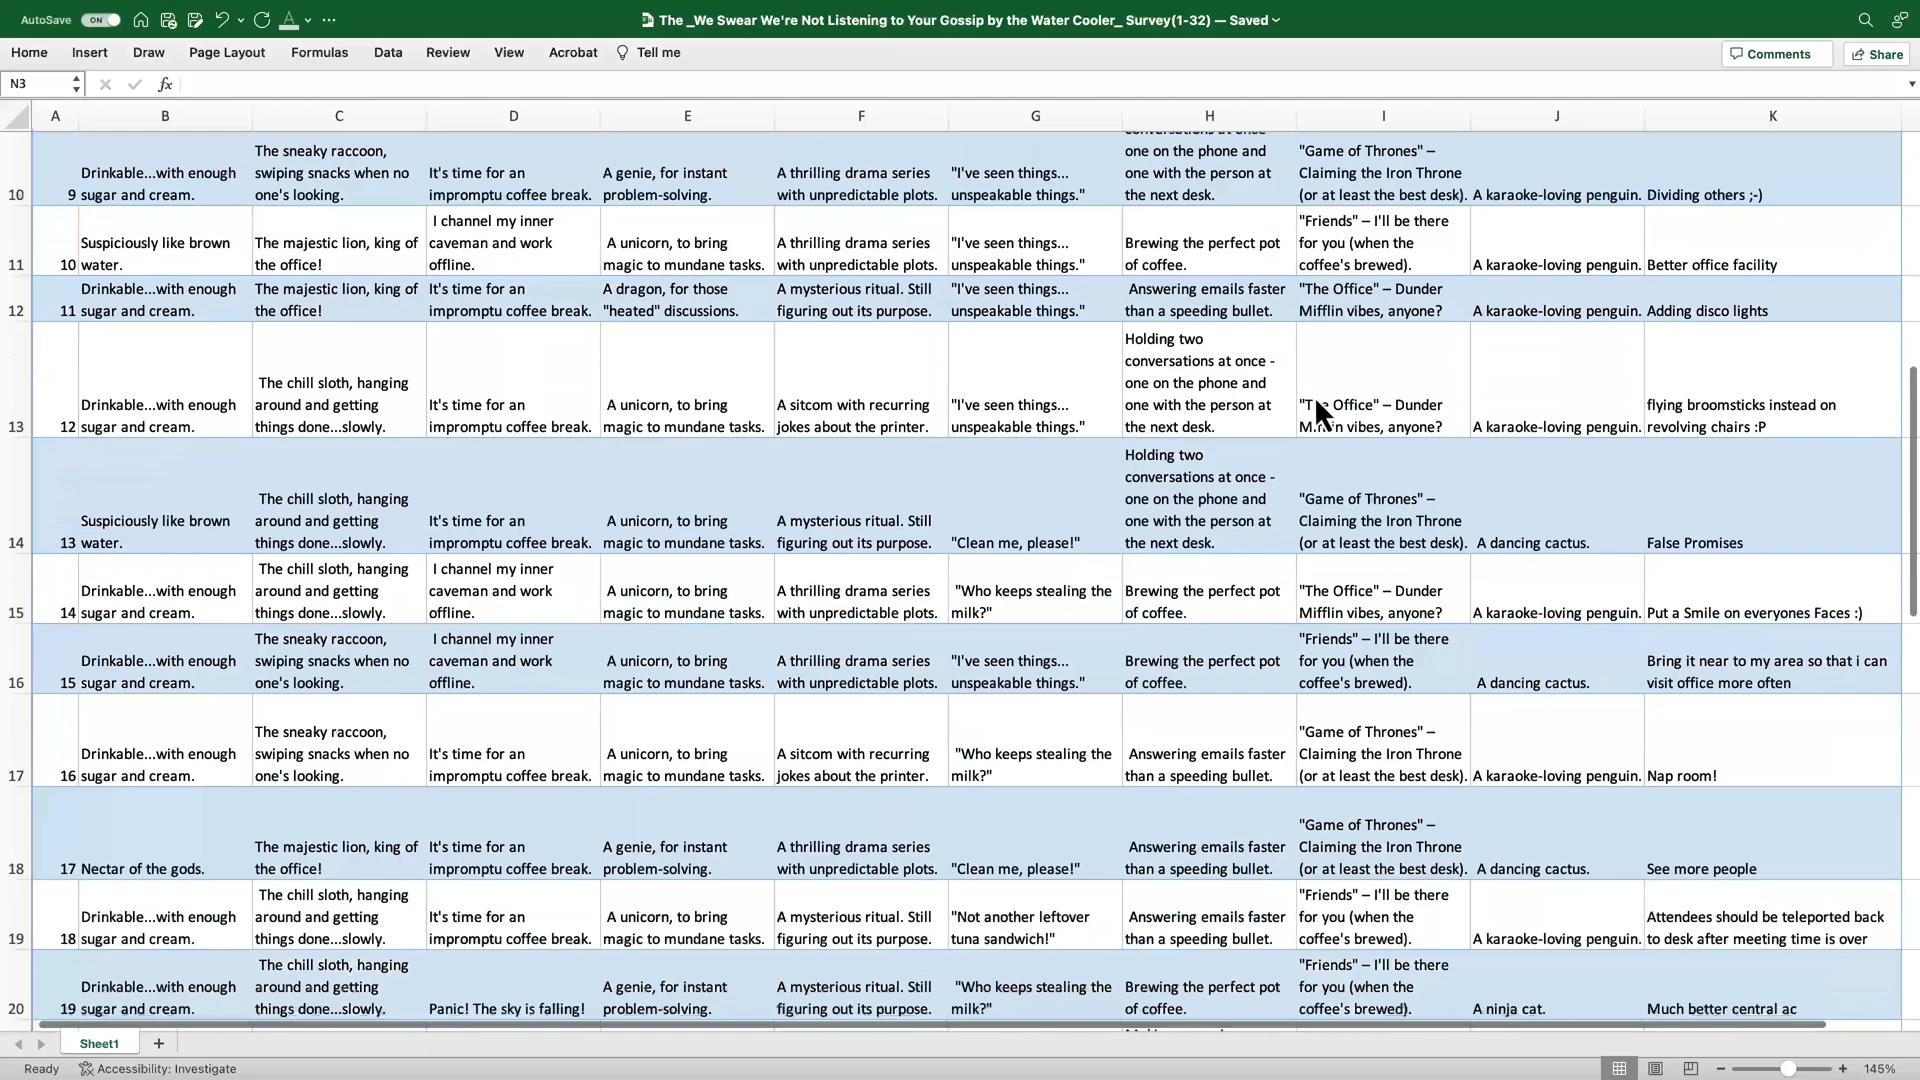 AutoSave ON The _We Swear We're Not Listening to Your Gossip by the Water Cooler_ Survey(1-32) — Saved
Home Insert Draw Page Layout Formulas Data Review View Acrobat Tell me Comments Share
N3 fx
A B C D E F G H I J K
10
9
Drinkable...with enough
sugar and cream.
The sneaky raccoon,
swiping snacks when no
one's looking.
It's time for an
impromptu coffee break.
A genie, for instant
problem-solving.
A thrilling drama series
with unpredictable plots.
"I've seen things...
unspeakable things."
conversations at once
one on the phone and
one with the person at
the next desk.
"Game of Thrones" –
Claiming the Iron Throne
(or at least the best desk).
A karaoke-loving penguin.
Dividing others ;-)
11
10
Suspiciously like brown
water.
The majestic lion, king of
the office!
I channel my inner
caveman and work
offline.
A unicorn, to bring
magic to mundane tasks.
A thrilling drama series
with unpredictable plots.
"I've seen things...
unspeakable things."
Brewing the perfect pot
of coffee.
"Friends" – I'll be there
for you (when the
coffee's brewed).
A karaoke-loving penguin.
Better office facility
12
11
Drinkable...with enough
sugar and cream.
The majestic lion, king of
the office!
It's time for an
impromptu coffee break.
A dragon, for those
"heated" discussions.
A mysterious ritual. Still
figuring out its purpose.
"I've seen things...
unspeakable things."
Answering emails faster
than a speeding bullet.
"The Office" – Dunder
Mifflin vibes, anyone?
A karaoke-loving penguin.
Adding disco lights
13
12
Drinkable...with enough
sugar and cream.
The chill sloth, hanging
around and getting
things done...slowly.
It's time for an
impromptu coffee break.
A unicorn, to bring
magic to mundane tasks.
A sitcom with recurring
jokes about the printer.
"I've seen things...
unspeakable things."
Holding two
conversations at once -
one on the phone and
one with the person at
the next desk.
"The Office" – Dunder
Mifflin vibes, anyone?
A karaoke-loving penguin.
flying broomsticks instead on
revolving chairs :P
14
13
Suspiciously like brown
water.
The chill sloth, hanging
around and getting
things done...slowly.
It's time for an
impromptu coffee break.
A unicorn, to bring
magic to mundane tasks.
A mysterious ritual. Still
figuring out its purpose.
"Clean me, please!"
Holding two
conversations at once -
one on the phone and
one with the person at
the next desk.
"Game of Thrones" –
Claiming the Iron Throne
(or at least the best desk).
A dancing cactus.
False Promises
15
14
Drinkable...with enough
sugar and cream.
The chill sloth, hanging
around and getting
things done...slowly.
I channel my inner
caveman and work
offline.
A unicorn, to bring
magic to mundane tasks.
A thrilling drama series
with unpredictable plots.
"Who keeps stealing the
milk?"
Brewing the perfect pot
of coffee.
"The Office" – Dunder
Mifflin vibes, anyone?
A karaoke-loving penguin.
Put a Smile on everyones Faces :)
16
15
Drinkable...with enough
sugar and cream.
The sneaky raccoon,
swiping snacks when no
one's looking.
I channel my inner
caveman and work
offline.
A unicorn, to bring
magic to mundane tasks.
A thrilling drama series
with unpredictable plots.
"I've seen things...
unspeakable things."
Brewing the perfect pot
of coffee.
"Friends" – I'll be there
for you (when the
coffee's brewed).
A dancing cactus.
Bring it near to my area so that i can
visit office more often
17
16
Drinkable...with enough
sugar and cream.
The sneaky raccoon,
swiping snacks when no
one's looking.
It's time for an
impromptu coffee break.
A unicorn, to bring
magic to mundane tasks.
A sitcom with recurring
jokes about the printer.
"Who keeps stealing the
milk?"
Answering emails faster
than a speeding bullet.
"Game of Thrones" –
Claiming the Iron Throne
(or at least the best desk).
A karaoke-loving penguin.
Nap room!
18
17
Nectar of the gods.
The majestic lion, king of
the office!
It's time for an
impromptu coffee break.
A genie, for instant
problem-solving.
A thrilling drama series
with unpredictable plots.
"Clean me, please!"
Answering emails faster
than a speeding bullet.
"Game of Thrones" –
Claiming the Iron Throne
(or at least the best desk).
A dancing cactus.
See more people
19
18
Drinkable...with enough
sugar and cream.
The chill sloth, hanging
around and getting
things done...slowly.
It's time for an
impromptu coffee break.
A unicorn, to bring
magic to mundane tasks.
A mysterious ritual. Still
figuring out its purpose.
"Not another leftover
tuna sandwich!"
Answering emails faster
than a speeding bullet.
"Friends" – I'll be there
for you (when the
coffee's brewed).
A karaoke-loving penguin.
Attendees should be teleported back
to desk after meeting time is over
20
19
Drinkable...with enough
sugar and cream.
The chill sloth, hanging
around and getting
things done...slowly.
Panic! The sky is falling!
A genie, for instant
problem-solving.
A mysterious ritual. Still
figuring out its purpose.
"Who keeps stealing the
milk?"
Brewing the perfect pot
of coffee.
"Friends" – I'll be there
for you (when the
coffee's brewed).
A ninja cat.
Much better central ac
Sheet1 +
Ready Accessibility: Investigate 145%